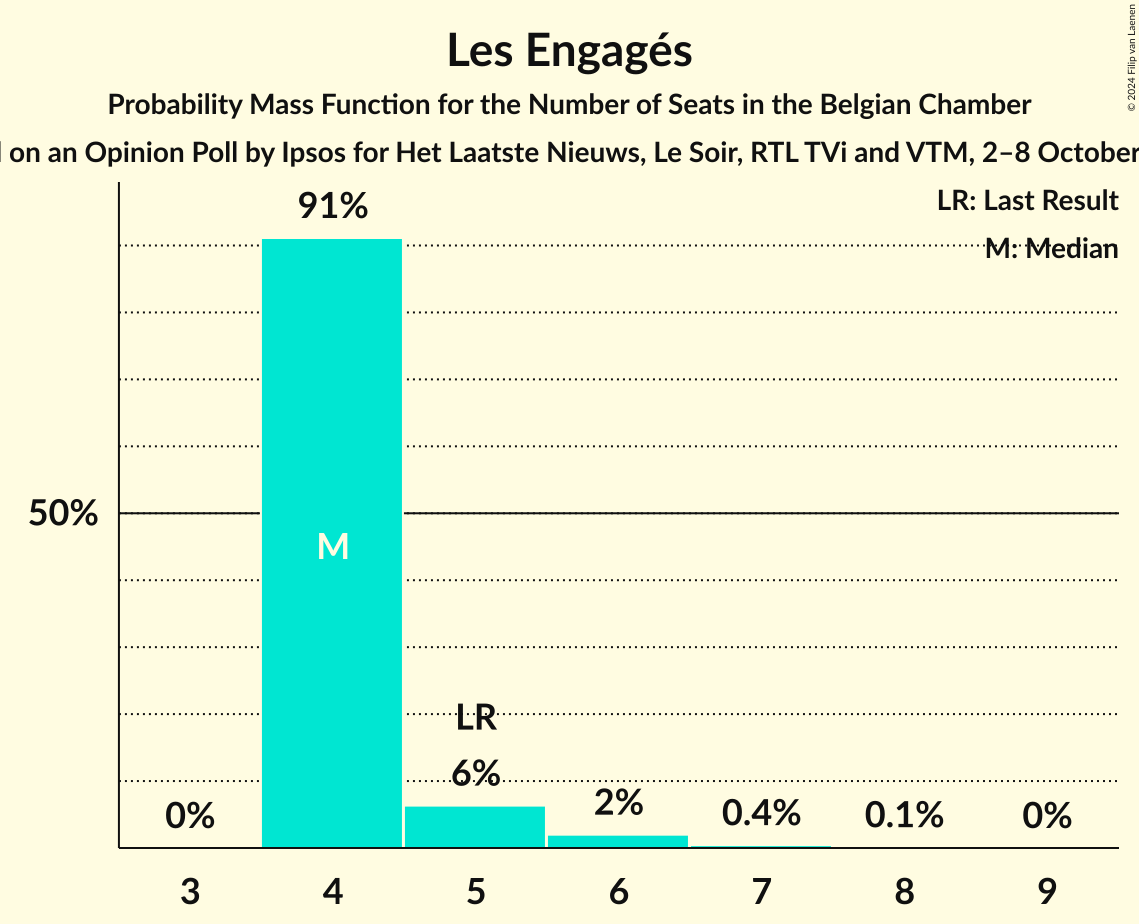 Les Engagés
Probability Mass Function for the Number of Seats in the Belgian Chamber
on an Opinion Poll by Ipsos for Het Laatste Nieuws, Le Soir, RTL TVi and VTM, 2–8 October
© 2024 Filip van Laenen
LR: Last Result
M: Median
91%
50%
M
LR
0%
6%
2%
0.4%
0.1%
0%
3
4
5
6
7
8
9